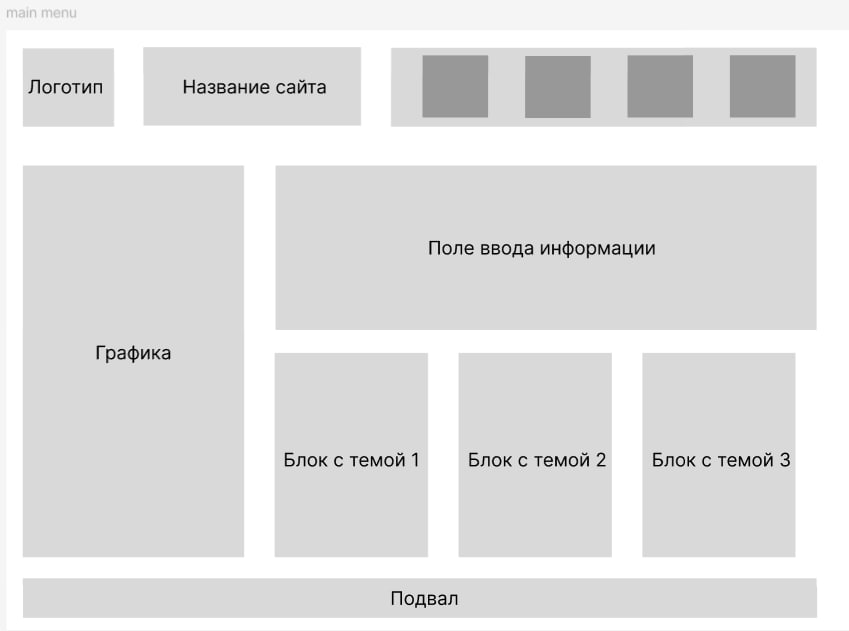 main menu
Логотип
Название сайта
Поле ввода информации
Графика
Блок с темой 1
Блок с темой 2
Блок с темой 3
Подвал